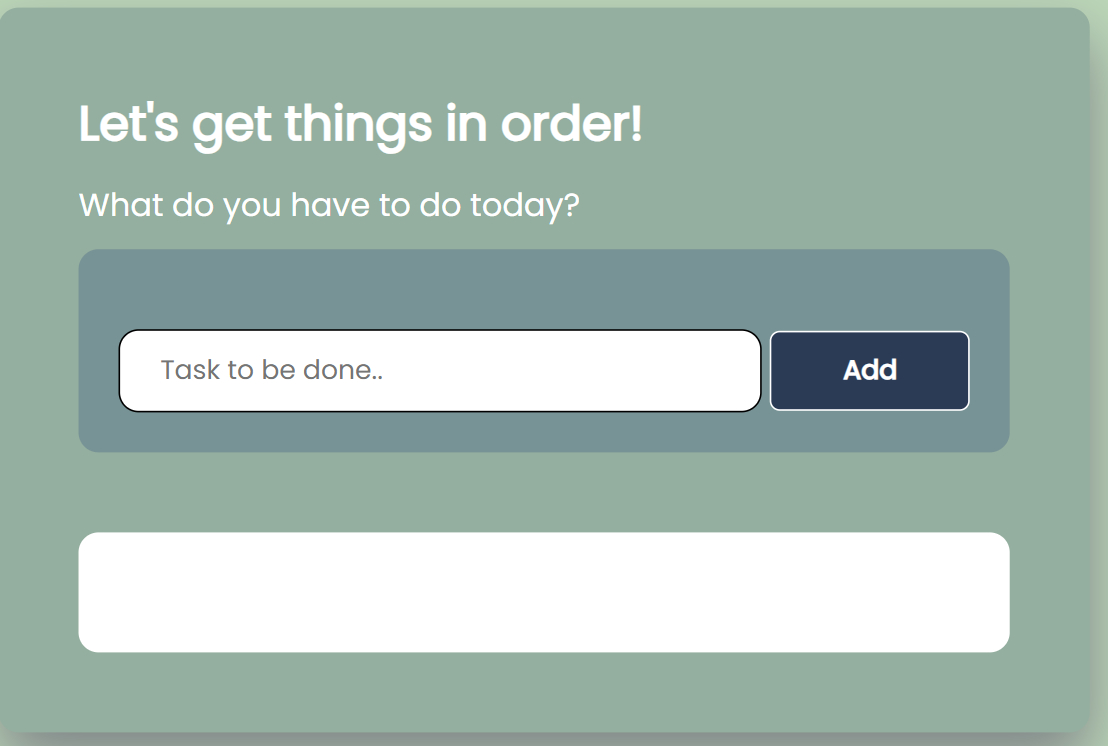 Let's get things in order!
What do you have to do today?
Task to be done..
Add